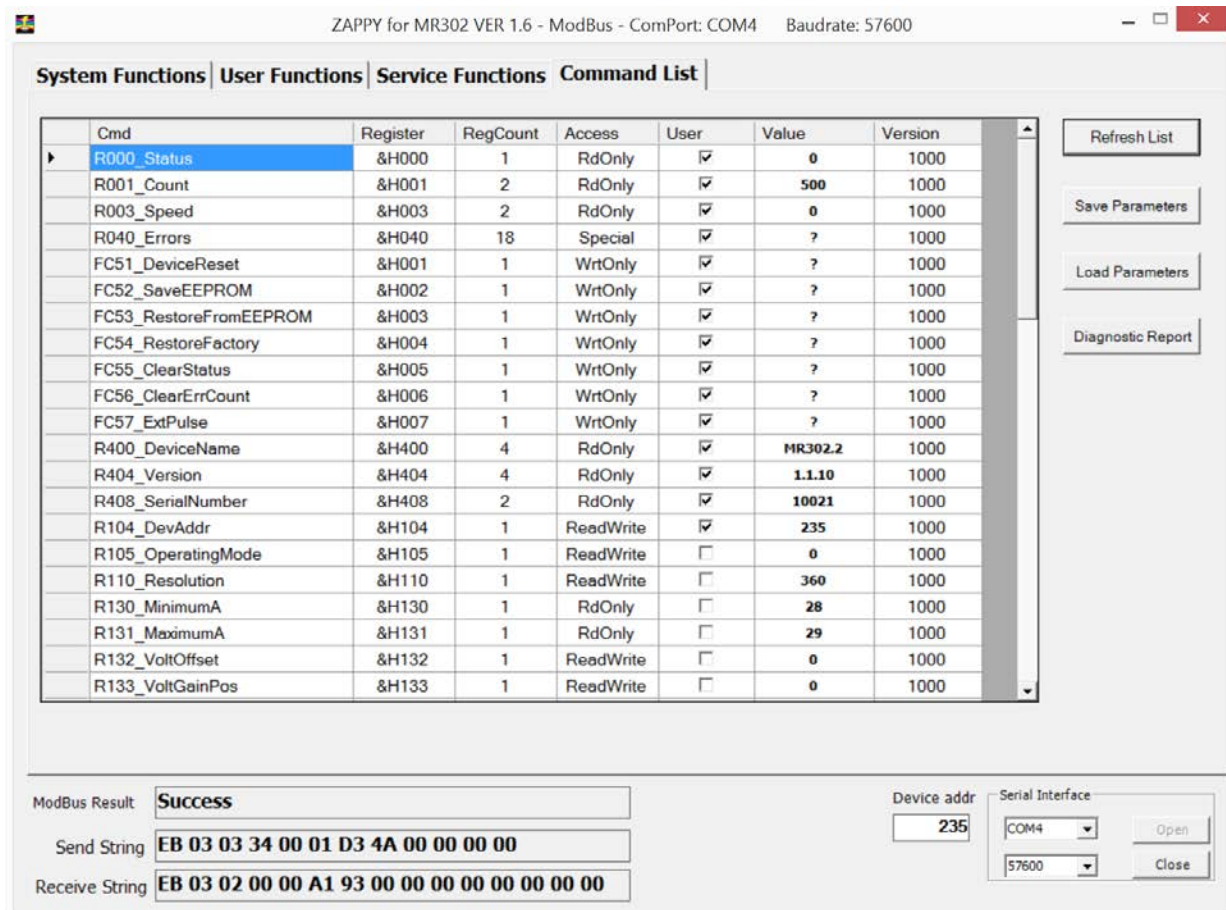 ZAPPY for MR302 VER 1.6 - ModBus - ComPort: COM4 Baudrate: 57600
System Functions User Functions Service Functions Command List
Cmd Register RegCount Access User Value Version
R000_Status &H000 1 RdOnly 0 1000
R001_Count &H001 2 RdOnly 500 1000
R003_Speed &H003 2 RdOnly 0 1000
R040_Errors &H040 18 Special ? 1000
FC51_DeviceReset &H001 1 WrtOnly ? 1000
FC52_SaveEEPROM &H002 1 WrtOnly ? 1000
FC53_RestoreFromEEPROM &H003 1 WrtOnly ? 1000
FC54_RestoreFactory &H004 1 WrtOnly ? 1000
FC55_ClearStatus &H005 1 WrtOnly ? 1000
FC56_ClearErrCount &H006 1 WrtOnly ? 1000
FC57_ExtPulse &H007 1 WrtOnly ? 1000
R400_DeviceName &H400 4 RdOnly MR302.2 1000
R404_Version &H404 4 RdOnly 1.1.10 1000
R408_SerialNumber &H408 2 RdOnly 10021 1000
R104_DevAddr &H104 1 ReadWrite 235 1000
R105_OperatingMode &H105 1 ReadWrite 0 1000
R110_Resolution &H110 1 ReadWrite 360 1000
R130_MinimumA &H130 1 RdOnly 28 1000
R131_MaximumA &H131 1 RdOnly 29 1000
R132_VoltOffset &H132 1 ReadWrite 0 1000
R133_VoltGainPos &H133 1 ReadWrite 0 1000
Refresh List
Save Parameters
Load Parameters
Diagnostic Report
ModBus Result Success
Send String EB 03 03 34 00 01 D3 4A 00 00 00 00
Receive String EB 03 02 00 00 A1 93 00 00 00 00 00 00 00 00
Device addr
235
Serial Interface
COM4 Open
57600 Close